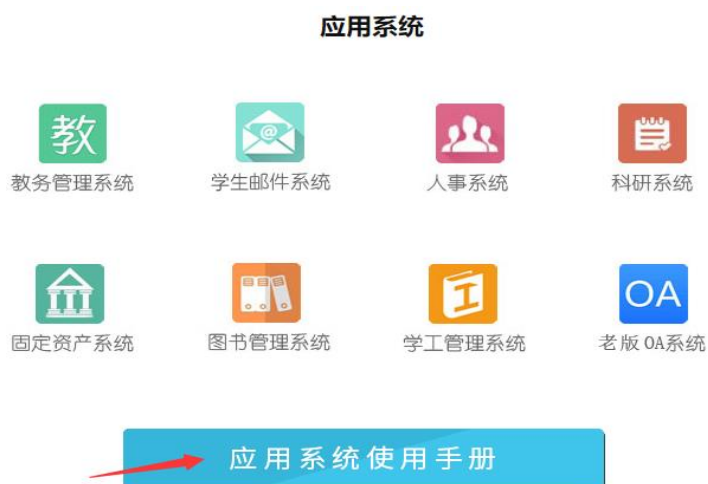 应用系统
教
@
教务管理系统 学生邮件系统 人事系统 科研系统
OA
固定资产系统 图书管理系统 学工管理系统 老版 OA系统
应用系统使用手册